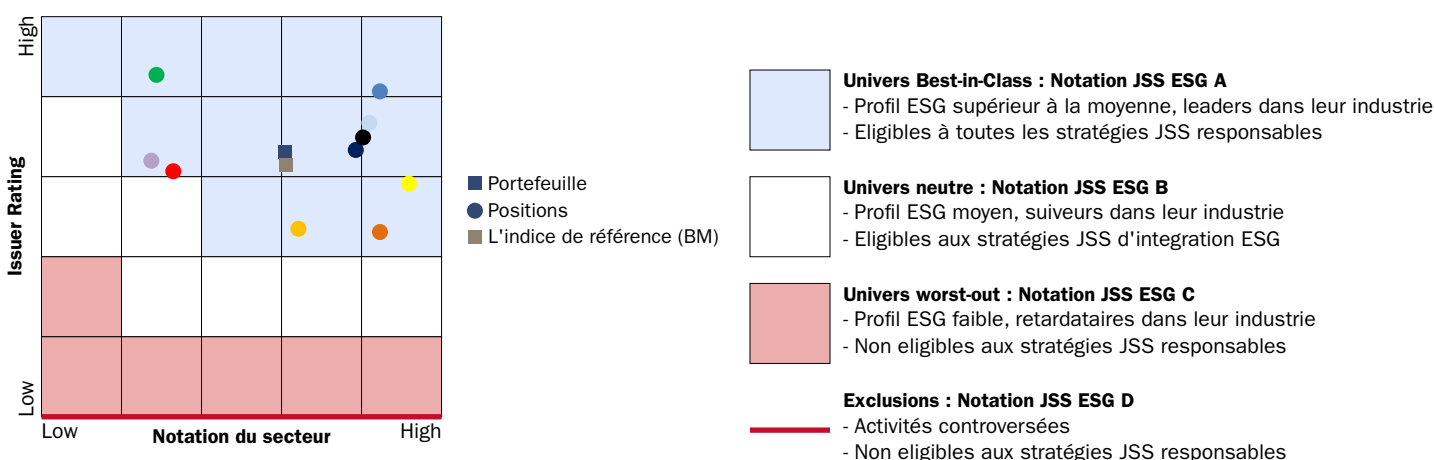 High
Issuer Rating
Low
Low
Notation du secteur
High
Portefeuille
Positions
L'indice de référence (BM)
Univers Best-in-Class : Notation JSS ESG A
- Profil ESG supérieur à la moyenne, leaders dans leur industrie
- Eligibles à toutes les stratégies JSS responsables
Univers neutre : Notation JSS ESG B
- Profil ESG moyen, suiveurs dans leur industrie
- Eligibles aux stratégies JSS d'integration ESG
Univers worst-out : Notation JSS ESG C
- Profil ESG faible, retardataires dans leur industrie
- Non eligibles aux stratégies JSS responsables
Exclusions : Notation JSS ESG D
- Activités controversées
- Non eligibles aux stratégies JSS responsables